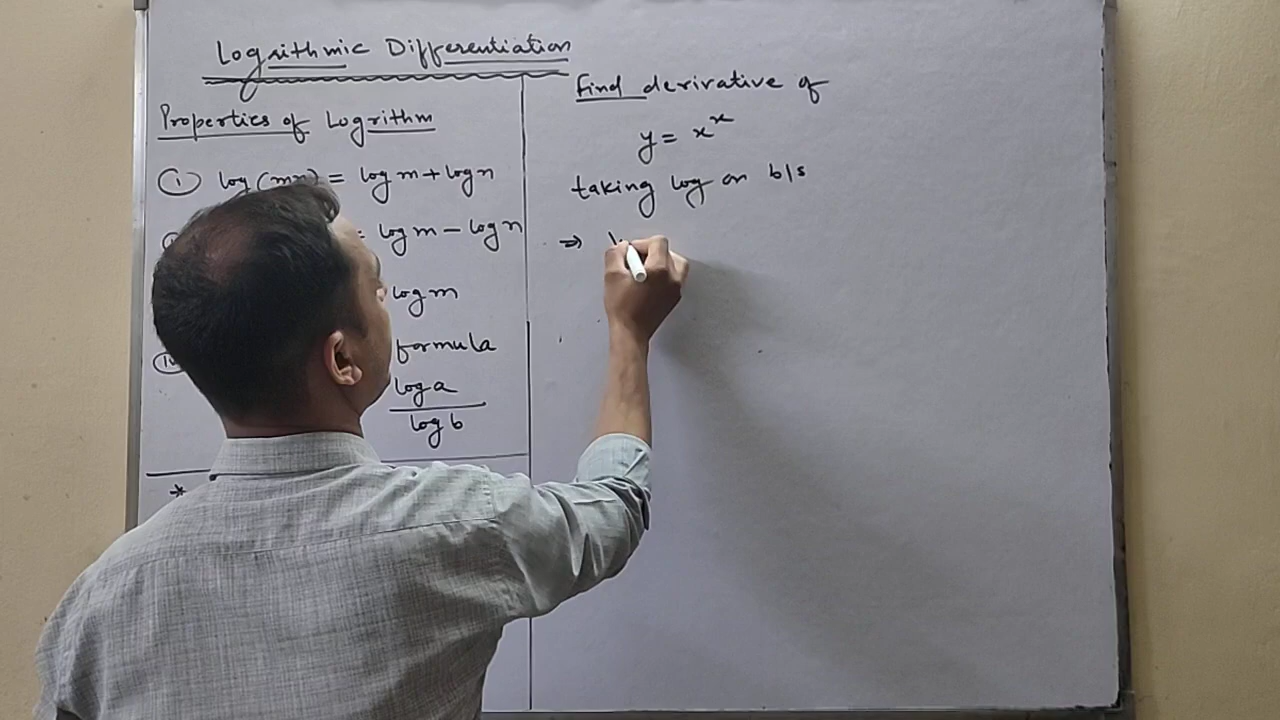 Logrithmic Differentiation
Properties of Logrithm
(i) log(mn) = log m + log n
= log m - log n
log m
formula
log a
log b
*
Find derivative of
y = x^x
taking log on b/s
⇒